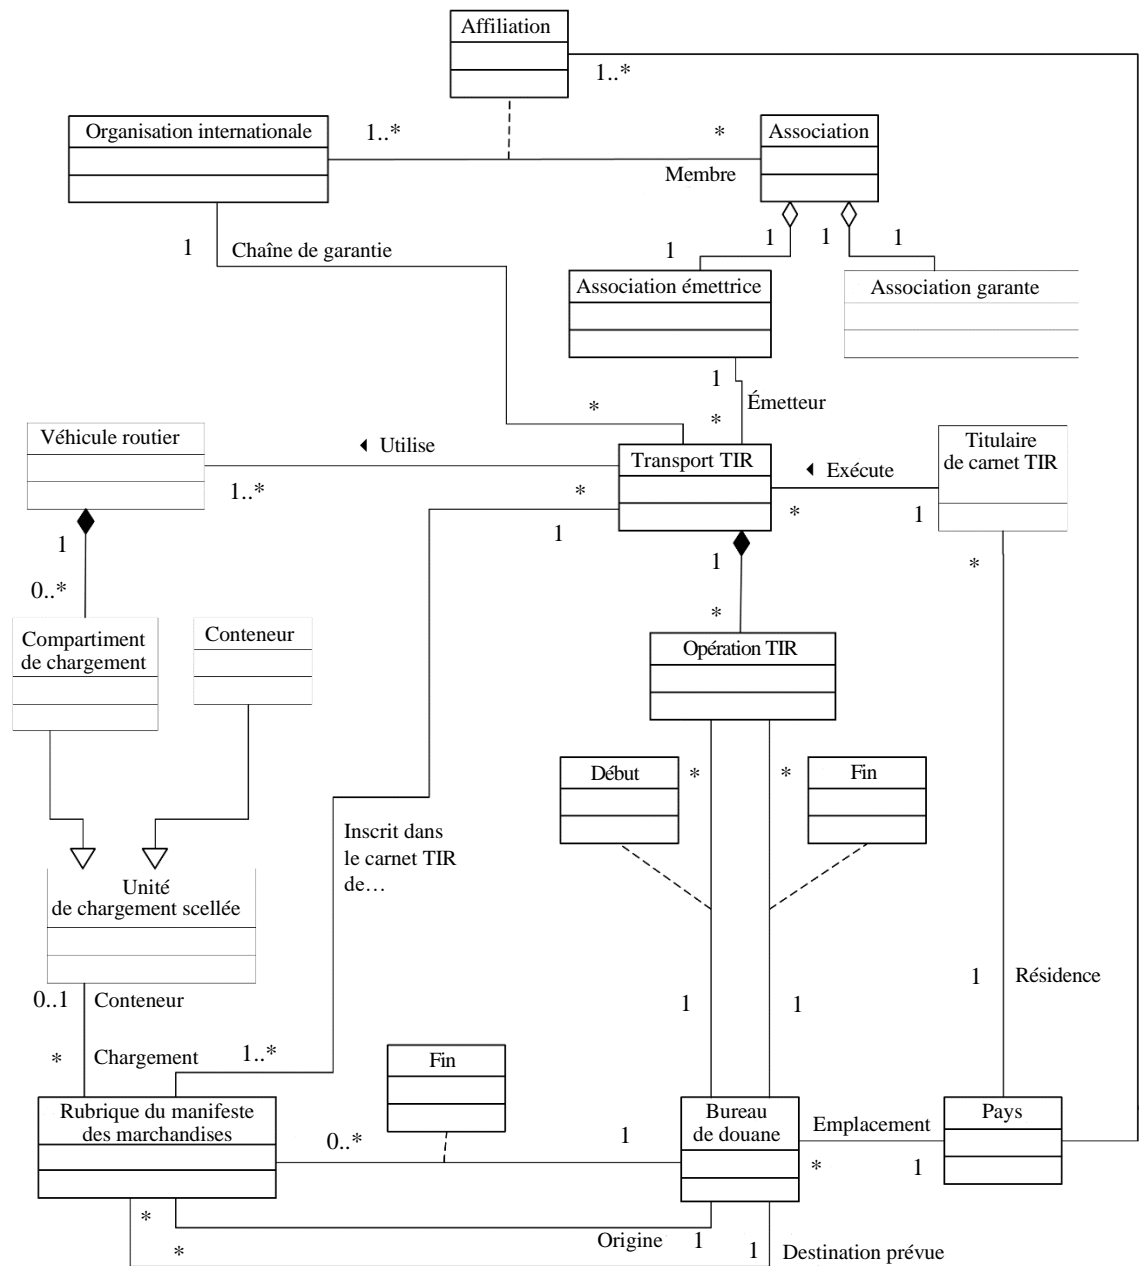 Affiliation
1..*
Organisation internationale
1..*
*
Association
Membre
1
Chaîne de garantie
1
1
1
1
Association émettrice
Association garante
1
Émetteur
*
*
Véhicule routier
Utilise
1..*
*
Transport TIR
Exécute
*
1
Titulaire
de carnet TIR
1
1
1
*
0..*
*
Compartiment
de chargement
Conteneur
Opération TIR
Début
*
*
Fin
Inscrit dans
le carnet TIR
de…
Unité
de chargement scellée
0..1
Conteneur
1
1
1
Résidence
*
Chargement
1..*
Fin
Rubrique du manifeste
des marchandises
0..*
1
Bureau
de douane
Emplacement
*
1
Pays
*
*
Origine
1
1
Destination prévue